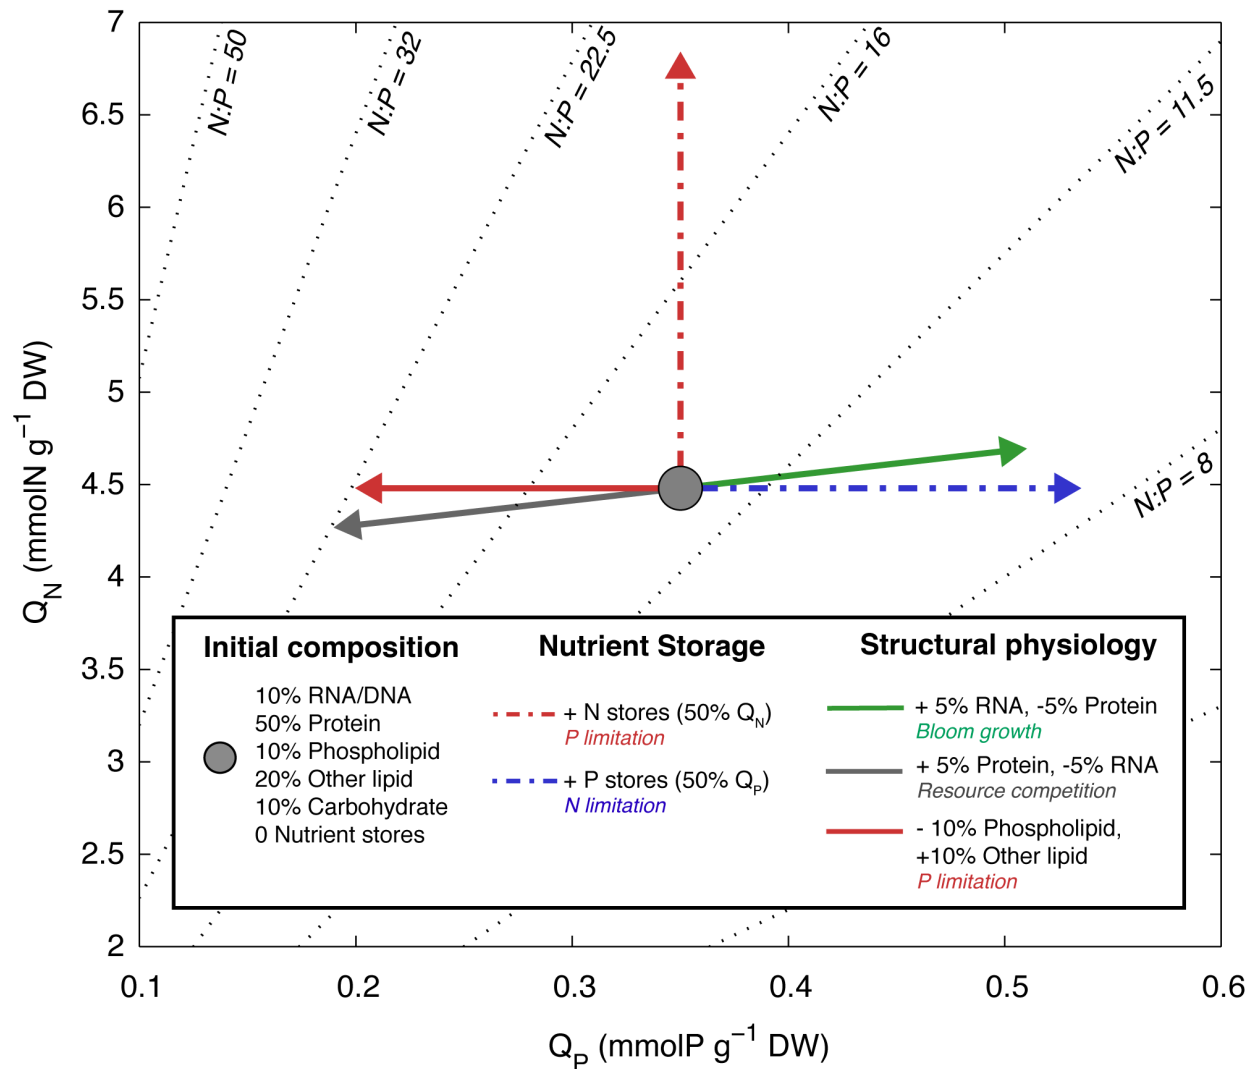 7
6.5
6
5.5
5
4.5
4
3.5
3
2.5
2
Q_N (mmolN g⁻¹ DW)
N:P = 50
N:P = 32
N:P = 22.5
N:P = 16
N:P = 11.5
N:P = 8
Initial composition
10% RNA/DNA
50% Protein
10% Phospholipid
20% Other lipid
10% Carbohydrate
0 Nutrient stores
Nutrient Storage
+ N stores (50% Q_N)
P limitation
+ P stores (50% Q_P)
N limitation
Structural physiology
+ 5% RNA, -5% Protein
Bloom growth
+ 5% Protein, -5% RNA
Resource competition
- 10% Phospholipid,
+10% Other lipid
P limitation
0.1 0.2 0.3 0.4 0.5 0.6
Q_P (mmolP g⁻¹ DW)